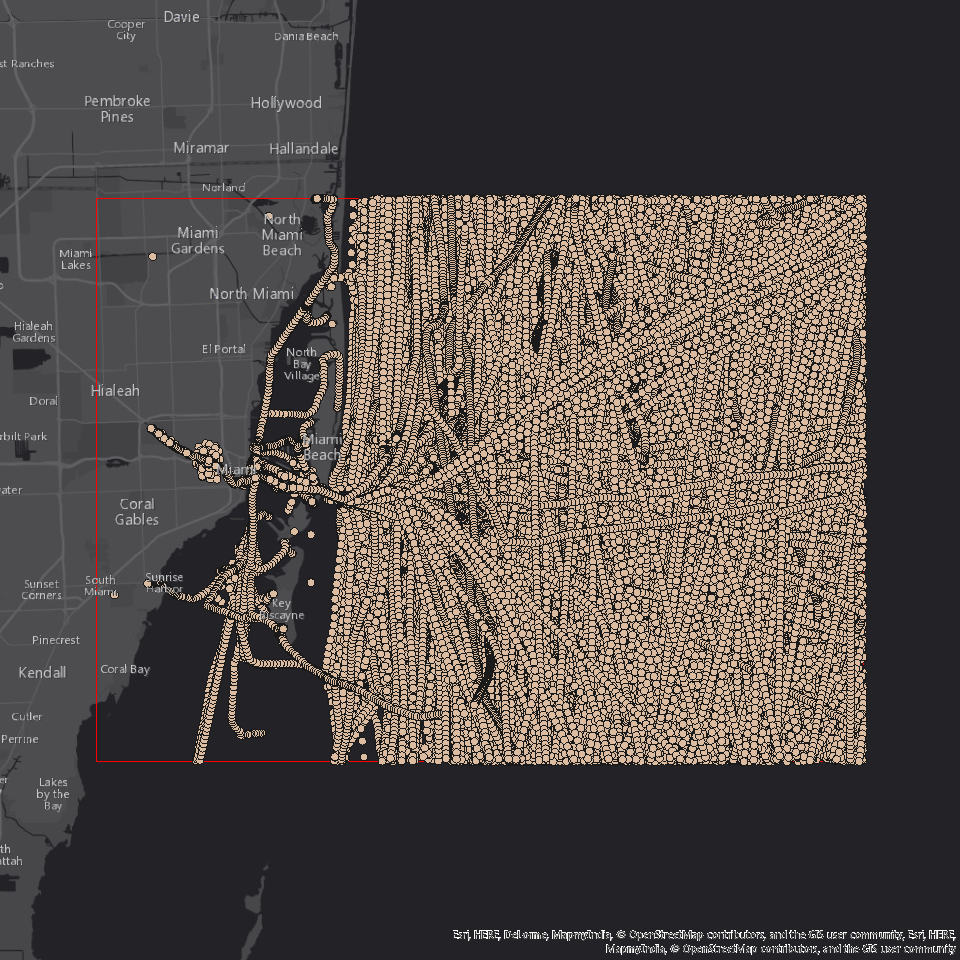 Davie
Cooper
City
Dania Beach
st Ranches
Pembroke
Pines
Hollywood
Miramar
Hallandale
Norland
North
Miami
Beach
Miami
Gardens
Miami
Lakes
North Miami
Hialeah
Gardens
El Portal
North
Bay
Village
Hialeah
Doral
rbilt Park
Miami
Beach
Miami
ater
Coral
Gables
Sunset
Corners
South
Miami
Sunrise
Harbor
Key
Biscayne
Pinecrest
Kendall
Coral Bay
Cutler
Perrine
Lakes
by the
Bay
th
attah
Esri, HERE, DeLorme, MapmyIndia, © OpenStreetMap contributors, and the GIS user community, Esri, HERE,
MapmyIndia, © OpenStreetMap contributors, and the GIS user community